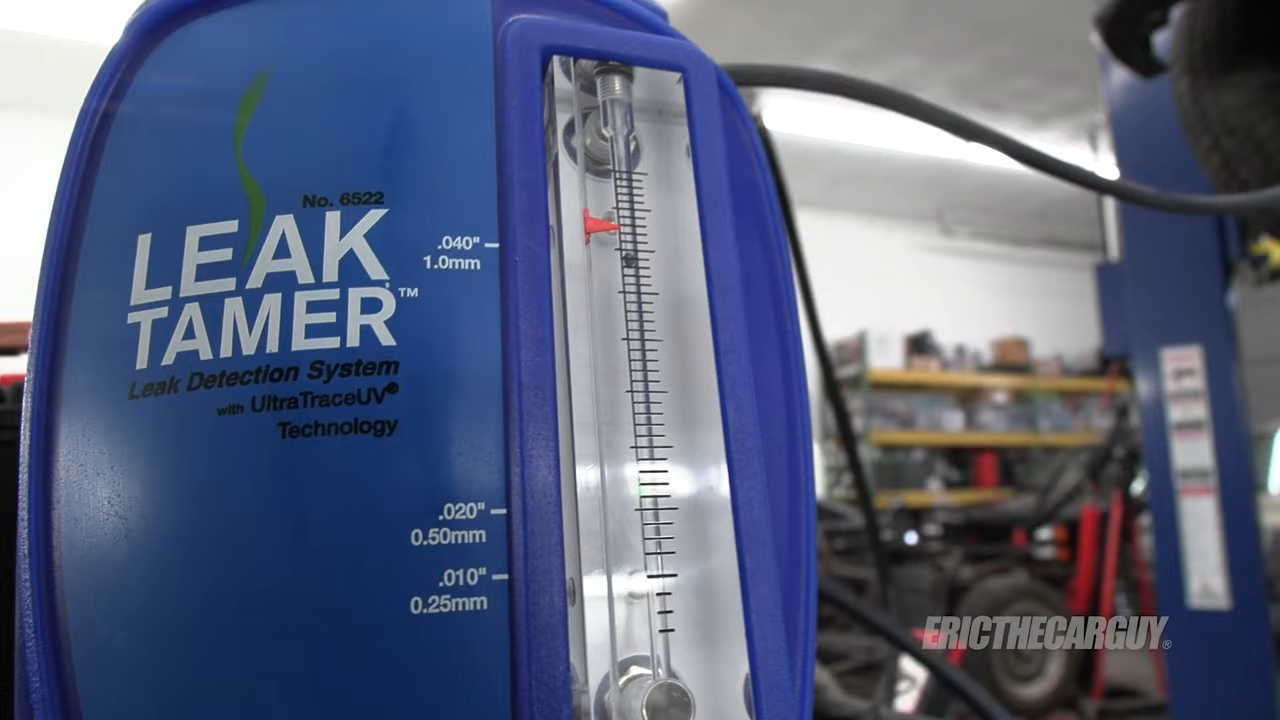 No. 6522
LEAK
TAMER™
Leak Detection System
with UltraTraceUV®
Technology
.040"
1.0mm
.020"
0.50mm
.010"
0.25mm
ERICTHECARGUY®